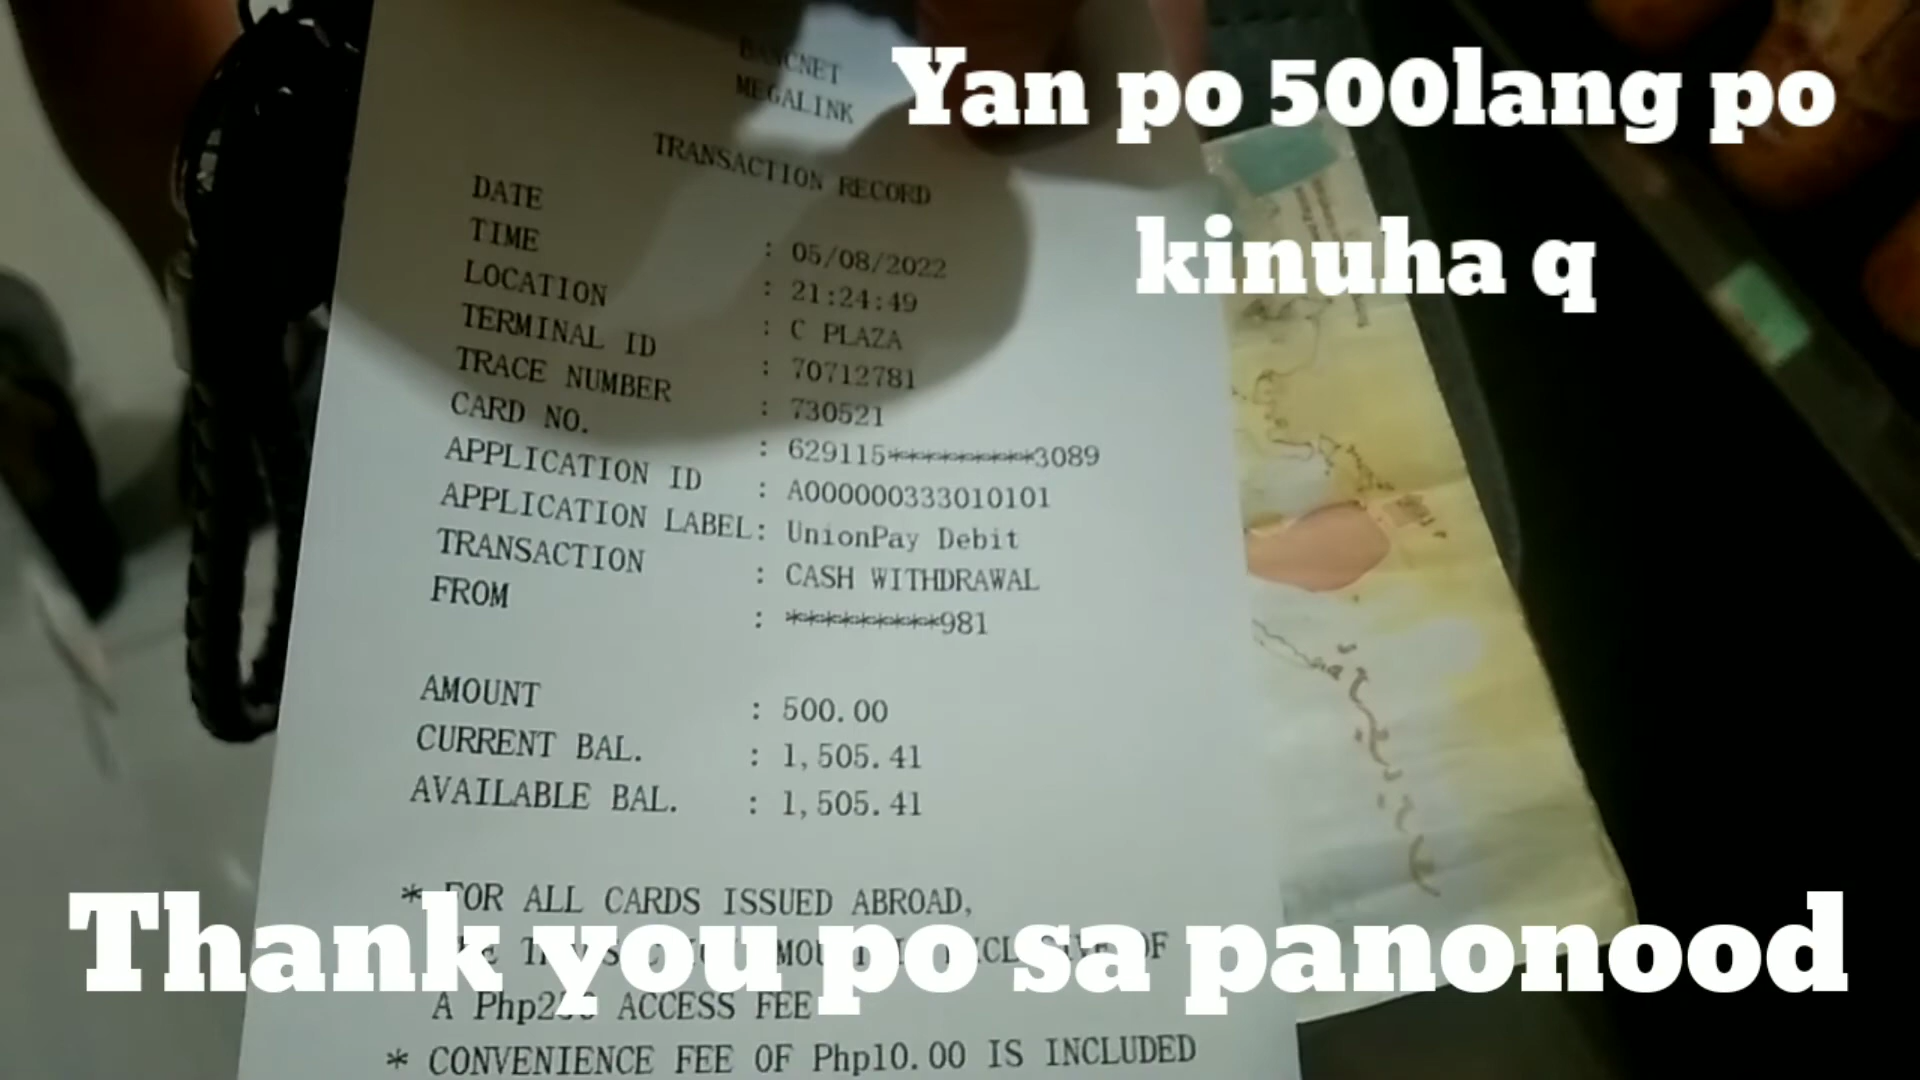 BANCNET
MEGALINK
Yan po 500lang po
kinuha q
TRANSACTION RECORD
DATE : 05/08/2022
TIME : 21:24:49
LOCATION : C PLAZA
TERMINAL ID : 70712781
TRACE NUMBER : 730521
CARD NO. : 629115*********3089
APPLICATION ID : A000000333010101
APPLICATION LABEL: UnionPay Debit
TRANSACTION : CASH WITHDRAWAL
FROM : **********981
AMOUNT : 500.00
CURRENT BAL. : 1,505.41
AVAILABLE BAL. : 1,505.41
* FOR ALL CARDS ISSUED ABROAD,
OF
Thank you po sa panonood
A ACCESS FEE
* CONVENIENCE FEE OF Php10.00 IS INCLUDED